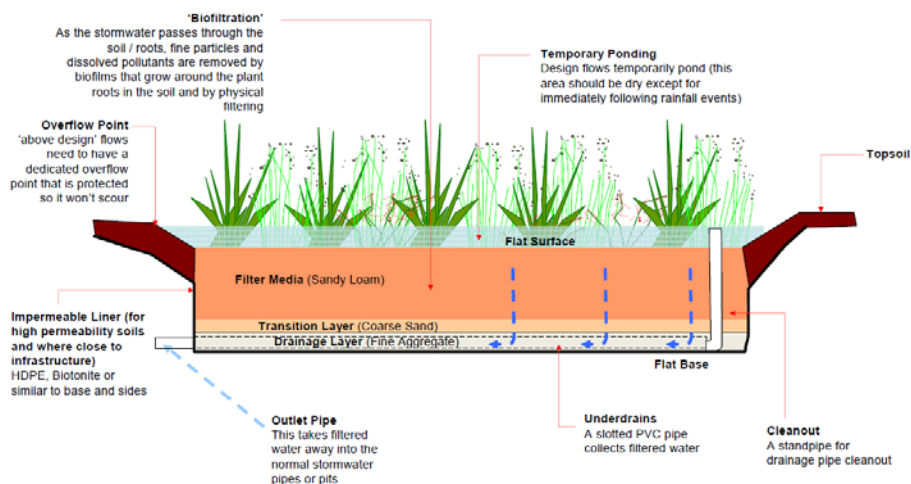 'Biofiltration'
As the stormwater passes through the
soil / roots, fine particles and
dissolved pollutants are removed by
biofilms that grow around the plant
roots in the soil and by physical
filtering
Temporary Ponding
Design flows temporarily pond (this
area should be dry except for
immediately following rainfall events)
Overflow Point
'above design' flows
need to have a
dedicated overflow
point that is protected
so it won't scour
Topsoil
Flat Surface
Filter Media (Sandy Loam)
Impermeable Liner (for
high permeability soils
and where close to
infrastructure)
HDPE, Biotonite or
similar to base and sides
Transition Layer (Coarse Sand)
Drainage Layer (Fine Aggregate)
Flat Base
Outlet Pipe
This takes filtered
water away into the
normal stormwater
pipes or pits
Underdrains
A slotted PVC pipe
collects filtered water
Cleanout
A standpipe for
drainage pipe cleanout